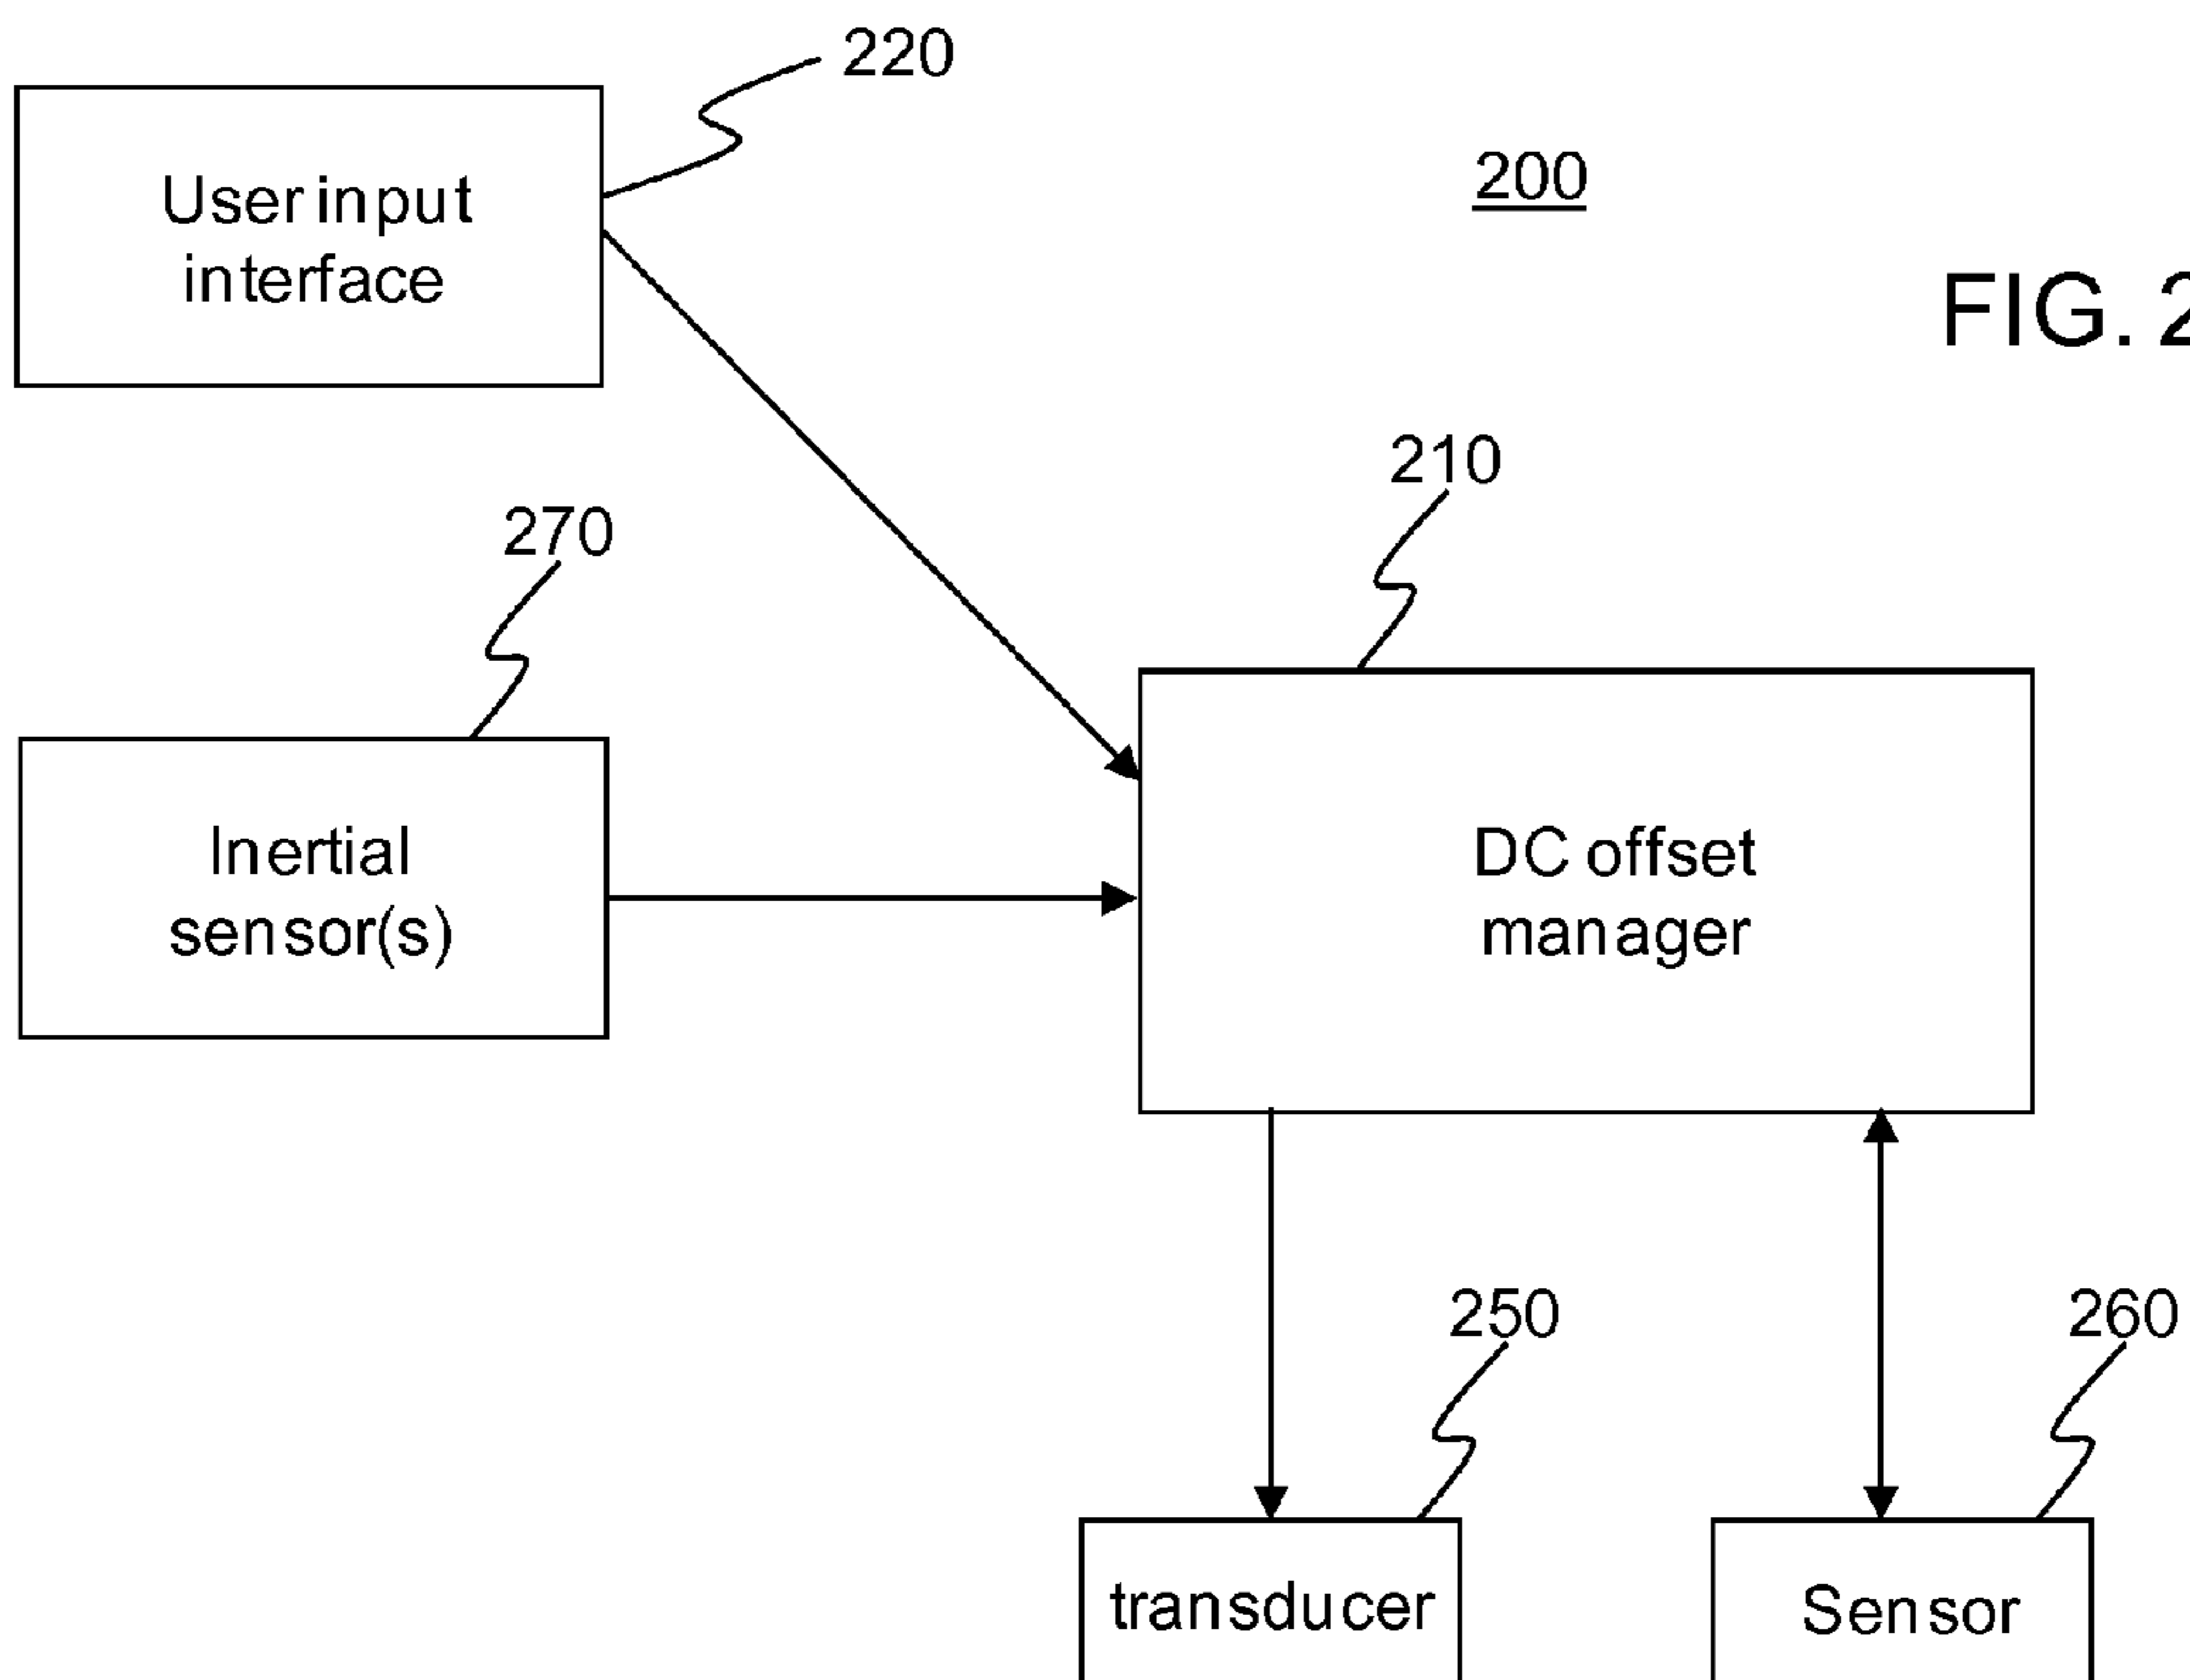 220
User input
interface
200
FIG. 2
210
270
Inertial
sensor(s)
DC offset
manager
250
260
transducer
Sensor